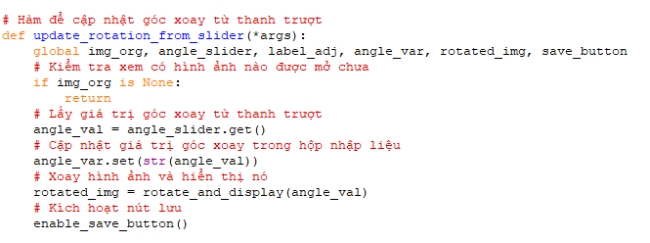 # Hàm để cập nhật góc xoay từ thanh trượt
def update_rotation_from_slider(*args):
    global img_org, angle_slider, label_adj, angle_var, rotated_img, save_button
    # Kiểm tra xem có hình ảnh nào được mở chưa
    if img_org is None:
        return
    # Lấy giá trị góc xoay từ thanh trượt
    angle_val = angle_slider.get()
    # Cập nhật giá trị góc xoay trong hộp nhập liệu
    angle_var.set(str(angle_val))
    # Xoay hình ảnh và hiển thị nó
    rotated_img = rotate_and_display(angle_val)
    # Kích hoạt nút lưu
    enable_save_button()